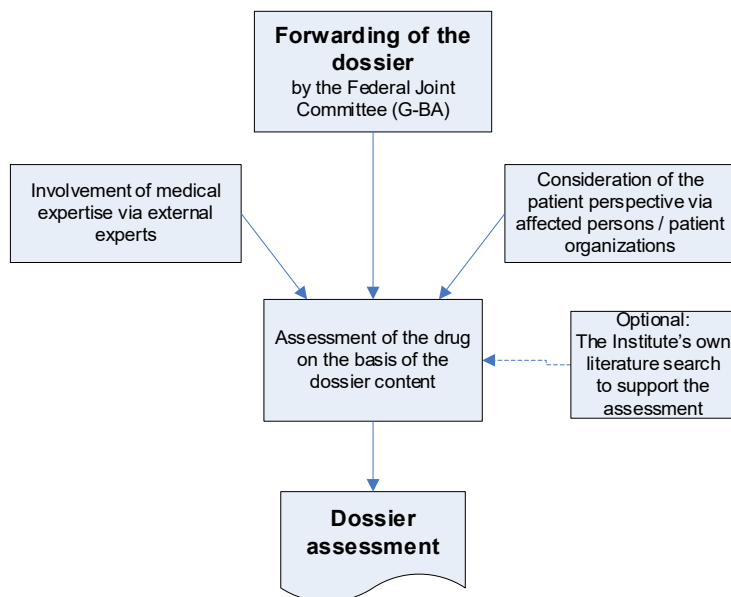 Forwarding of the
dossier
by the Federal Joint
Committee (G-BA)
Involvement of medical
expertise via external
experts
Consideration of the
patient perspective via
affected persons / patient
organizations
Assessment of the drug
on the basis of the
dossier content
Optional:
The Institute’s own
literature search
to support the
assessment
Dossier
assessment